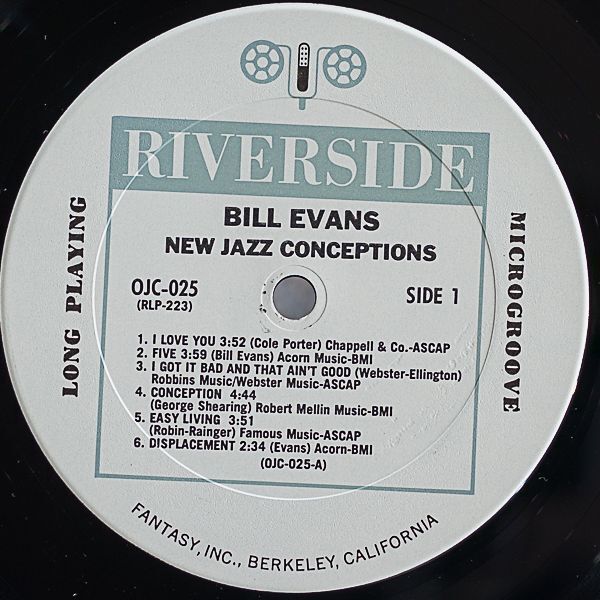 RIVERSIDE
BILL EVANS
NEW JAZZ CONCEPTIONS
OJC-025
(RLP-223)
SIDE 1
LONG PLAYING
MICROGROOVE
1. I LOVE YOU 3:52 (Cole Porter) Chappell & Co.-ASCAP
2. FIVE 3:59 (Bill Evans) Acorn Music-BMI
3. I GOT IT BAD AND THAT AIN'T GOOD (Webster-Ellington)
Robbins Music/Webster Music-ASCAP
4. CONCEPTION 4:44
(George Shearing) Robert Mellin Music-BMI
5. EASY LIVING 3:51
(Robin-Rainger) Famous Music-ASCAP
6. DISPLACEMENT 2:34 (Evans) Acorn-BMI
(OJC-025-A)
FANTASY, INC., BERKELEY, CALIFORNIA